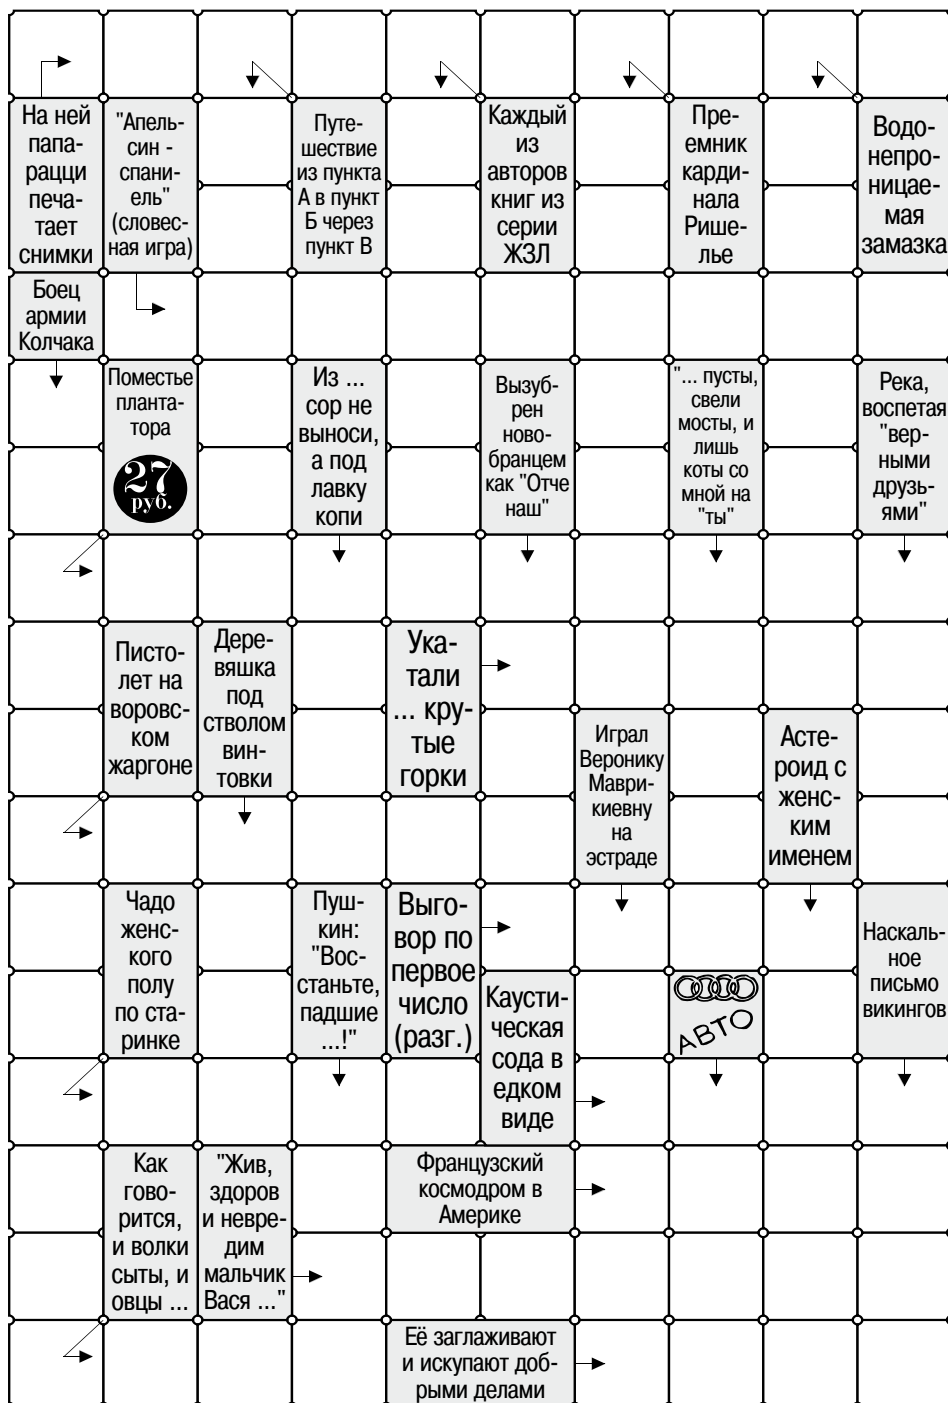 На ней
папа-
рацци
печа-
тает
снимки
"Апель-
син -
спани-
ель"
(словес-
ная игра)
Путе-
шествие
из пункта
А в пункт
Б через
пункт В
Каждый
из
авторов
книг из
серии
ЖЗЛ
Пре-
емник
карди-
нала
Рише-
лье
Водо-
непро-
ницае-
мая
замазка
Боец
армии
Колчака
Поместье
планта-
тора
27
руб.
Из ...
сор не
выноси,
а под
лавку
копи
Вызуб-
рен
ново-
бранцем
как "Отче
наш"
"... пусты,
свели
мосты, и
лишь
коты со
мной на
"ты"
Река,
воспетая
"вер-
ными
друзь-
ями"
Писто-
лет на
воровс-
ком
жаргоне
Дере-
вяшка
под
стволом
вин-
товки
Ука-
тали
... кру-
тые
горки
Играл
Веронику
Маври-
киевну
на
эстраде
Асте-
роид с
женс-
ким
именем
Чадо
женс-
кого
полу
по ста-
ринке
Пуш-
кин:
"Вос-
станьте,
падшие
...!"
Выго-
вор по
первое
число
(разг.)
Каусти-
ческая
сода в
едком
виде
АВТО
Наскаль-
ное
письмо
викингов
Как
гово-
рится,
и волки
сыты, и
овцы ...
"Жив,
здоров
и невре-
дим
мальчик
Вася ..."
Французский
космодром в
Америке
Её заглаживают
и искупают доб-
рыми делами